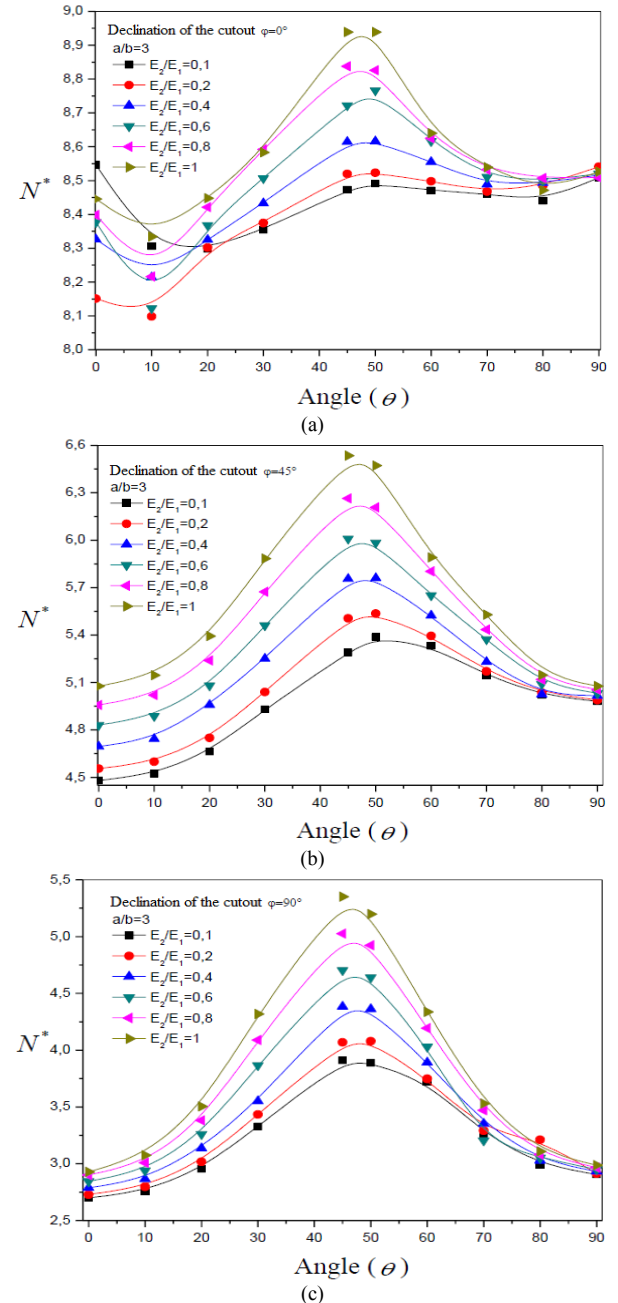 9,0
8,9
8,8
8,7
8,6
8,5
8,4
8,3
8,2
8,1
8,0
N*
Declination of the cutout φ=0°
a/b=3
E2/E1=0,1
E2/E1=0,2
E2/E1=0,4
E2/E1=0,6
E2/E1=0,8
E2/E1=1
0 10 20 30 40 50 60 70 80 90
Angle (θ)
(a)
6,6
6,3
6,0
5,7
5,4
5,1
4,8
4,5
N*
Declination of the cutout φ=45°
a/b=3
E2/E1=0,1
E2/E1=0,2
E2/E1=0,4
E2/E1=0,6
E2/E1=0,8
E2/E1=1
0 10 20 30 40 50 60 70 80 90
Angle (θ)
(b)
5,5
5,0
4,5
4,0
3,5
3,0
2,5
N*
Declination of the cutout φ=90°
a/b=3
E2/E1=0,1
E2/E1=0,2
E2/E1=0,4
E2/E1=0,6
E2/E1=0,8
E2/E1=1
0 10 20 30 40 50 60 70 80 90
Angle (θ)
(c)